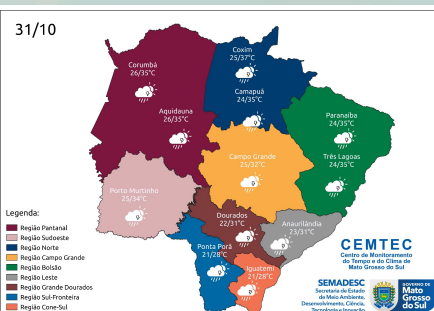 31/10
Corumbá
26/35°C
Coxim
25/37°C
Camapuã
24/35°C
Aquidauna
26/35°C
Paranaíba
24/35°C
Três Lagoas
24/35°C
Campo Grande
25/32°C
Porto Murtinho
25/34°C
Dourados
22/31°C
Anaurilândia
23/31°C
Ponta Porã
21/28°C
Iguatemi
21/28°C
Legenda:
Região Pantanal
Região Sudoeste
Região Norte
Região Campo Grande
Região Bolsão
Região Leste
Região Grande Dourados
Região Sul-Fronteira
Região Cone-Sul
CEMTEC
Centro de Monitoramento
do Tempo e do Clima de
Mato Grosso do Sul
SEMADESC
Secretaria de Estado
de Meio Ambiente,
Desenvolvimento, Ciência,
Tecnologia e Inovação
GOVERNO DE
Mato
Grosso
do Sul